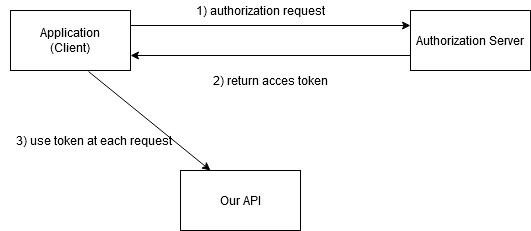 1) authorization request
Application
(Client)
Authorization Server
2) return acces token
3) use token at each request
Our API